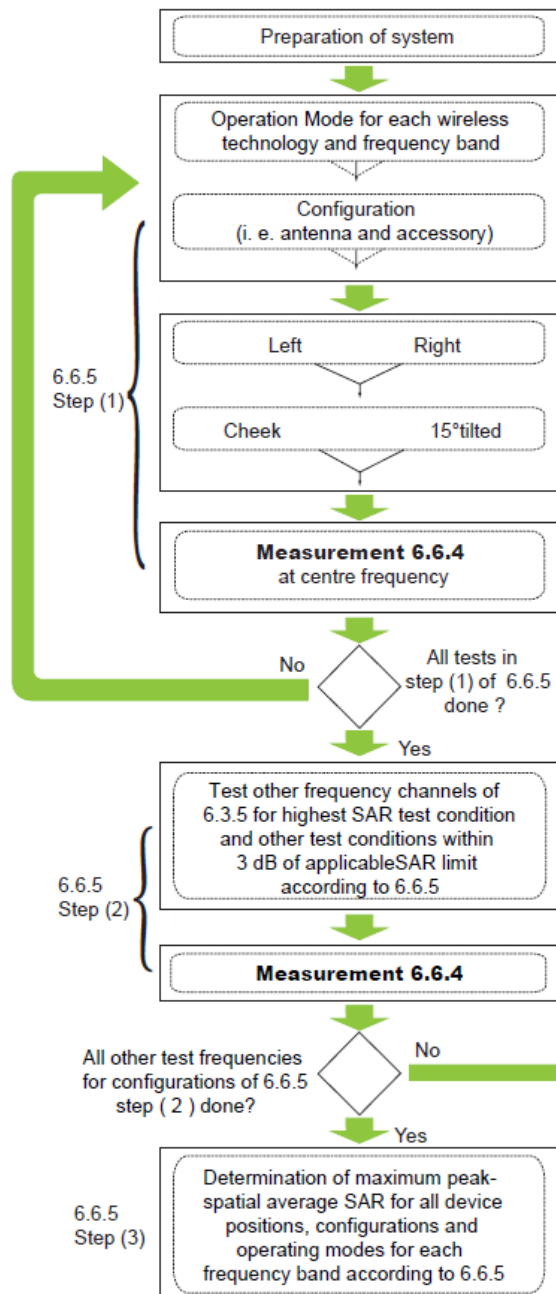 Preparation of system
Operation Mode for each wireless
technology and frequency band
Configuration
(i. e. antenna and accessory)
6.6.5
Step (1)
Left Right
Cheek 15°tilted
Measurement 6.6.4
at centre frequency
No
All tests in
step (1) of 6.6.5
done ?
Yes
6.6.5
Step (2)
Test other frequency channels of
6.3.5 for highest SAR test condition
and other test conditions within
3 dB of applicableSAR limit
according to 6.6.5
Measurement 6.6.4
All other test frequencies
for configurations of 6.6.5
step ( 2 ) done?
No
Yes
6.6.5
Step (3)
Determination of maximum peak-
spatial average SAR for all device
positions, configurations and
operating modes for each
frequency band according to 6.6.5